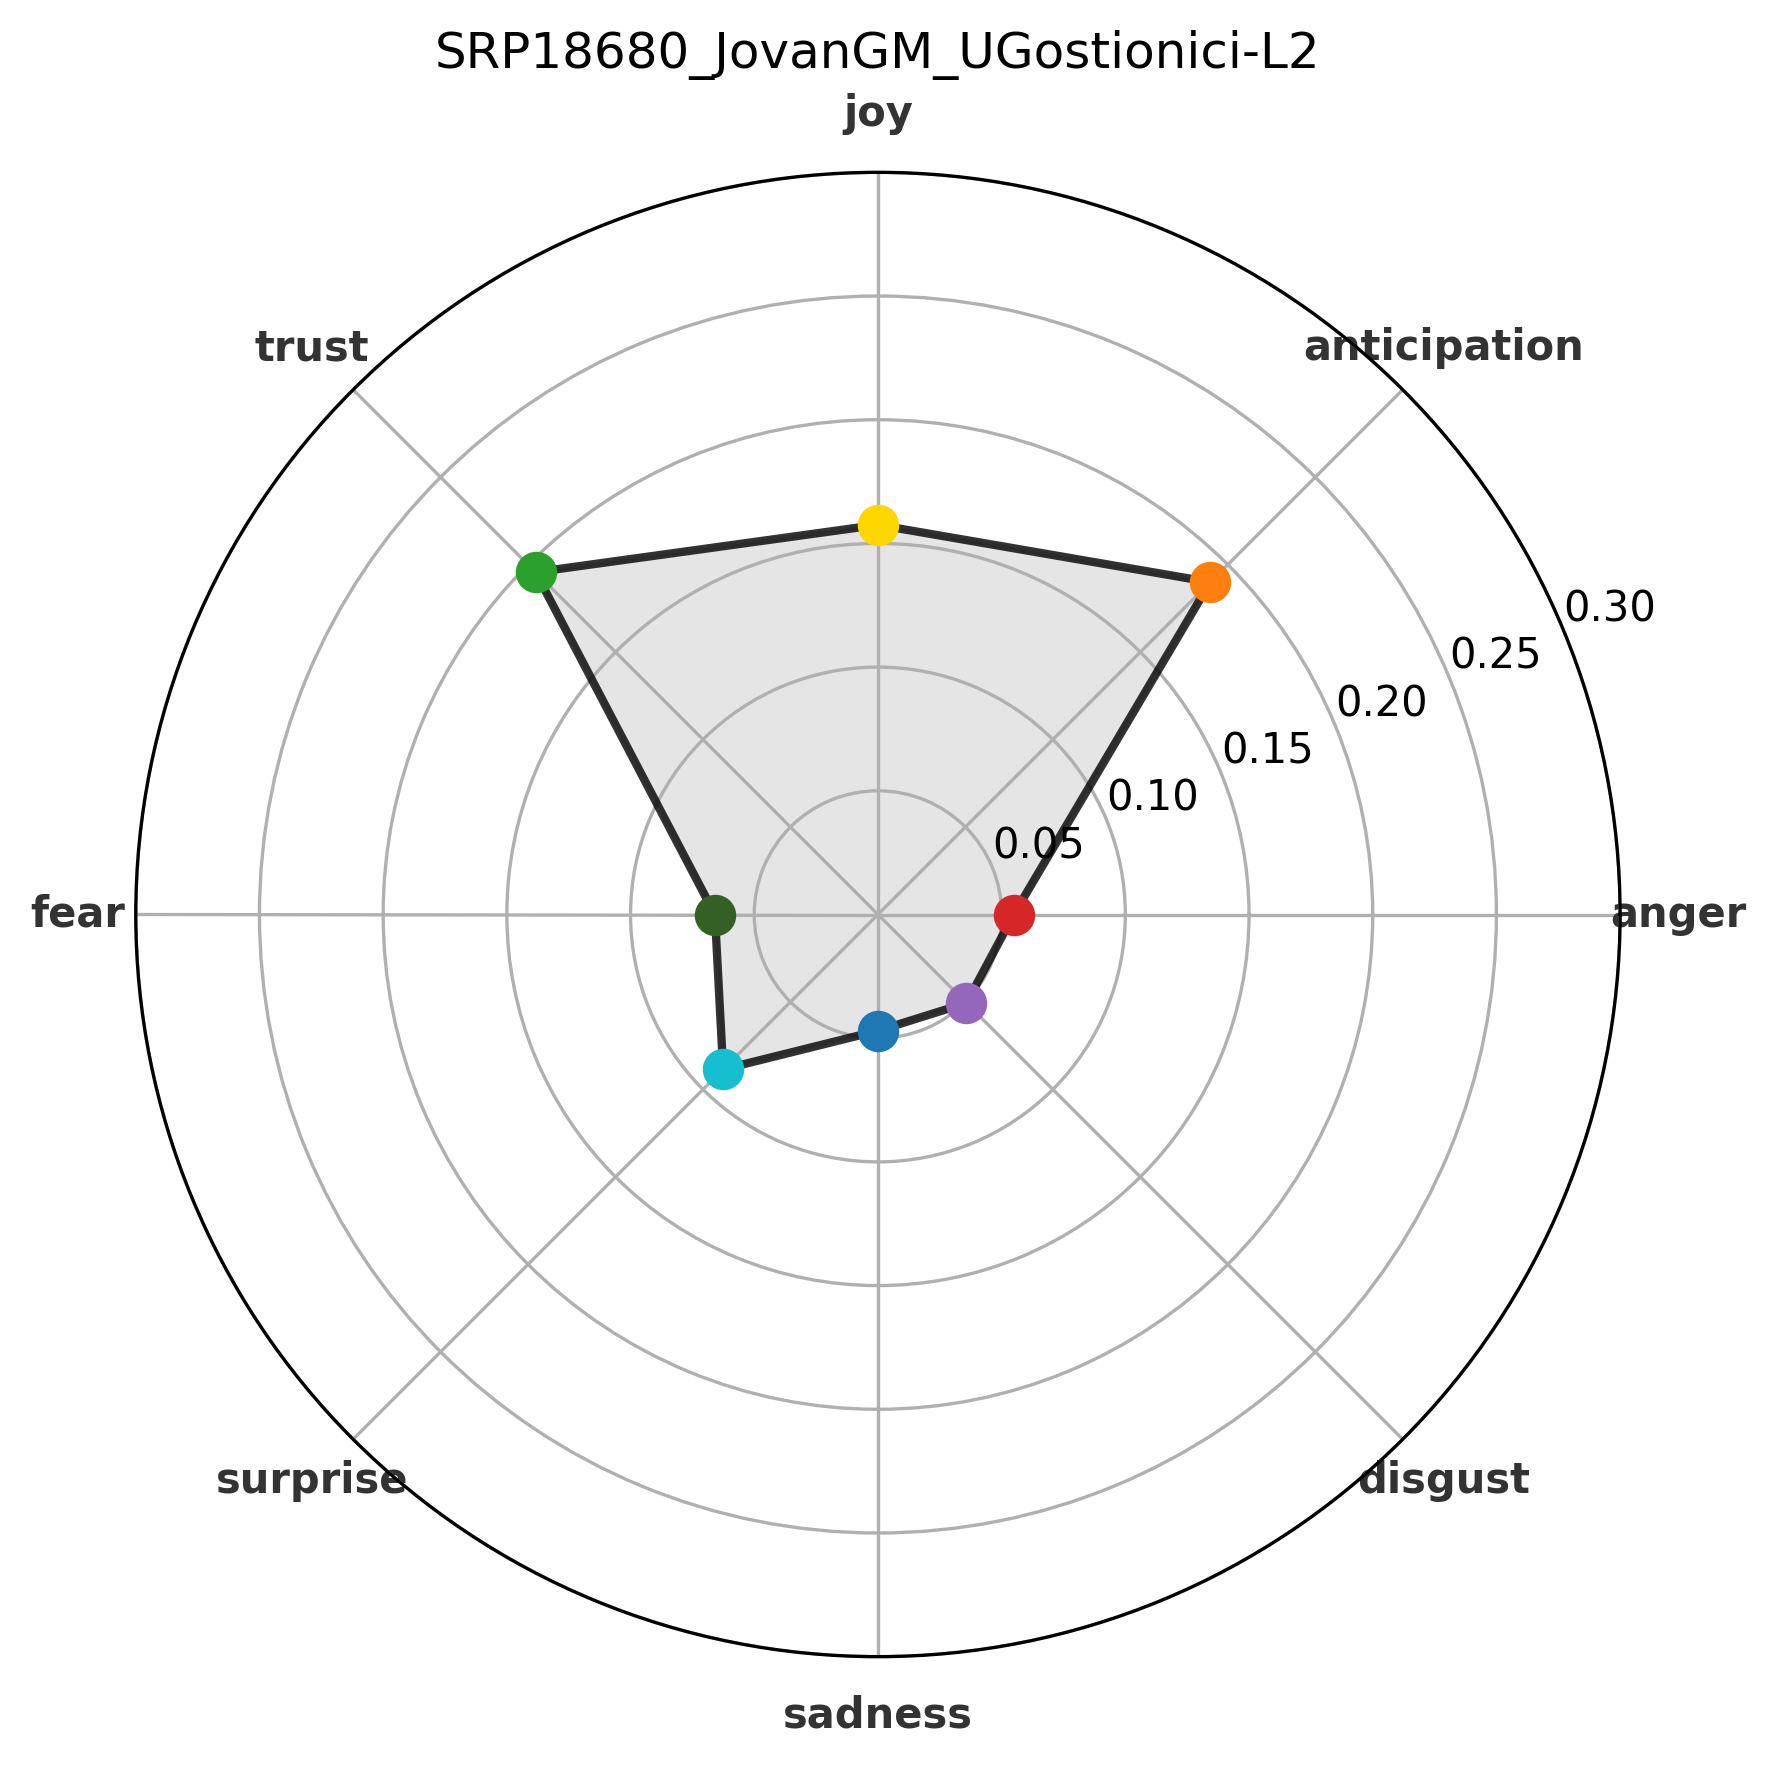 SRP18680_JovanGM_UGostionici-L2
joy
trust
anticipation
0.30
0.25
0.20
0.15
0.10
0.05
fear
anger
surprise
disgust
sadness